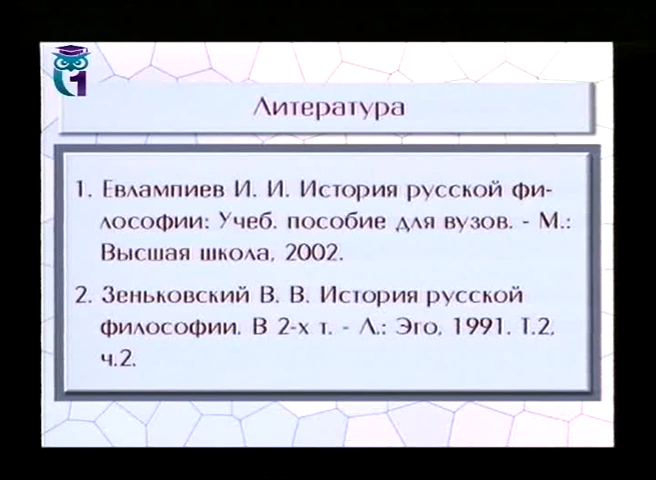 1
Литература
1. Евлампиев И. И. История русской фи-
лософии: Учеб. пособие для вузов. - М.:
Высшая школа, 2002.
2. Зеньковский В. В. История русской
философии. В 2-х т. - Л.: Эго, 1991. Т.2,
ч.2.